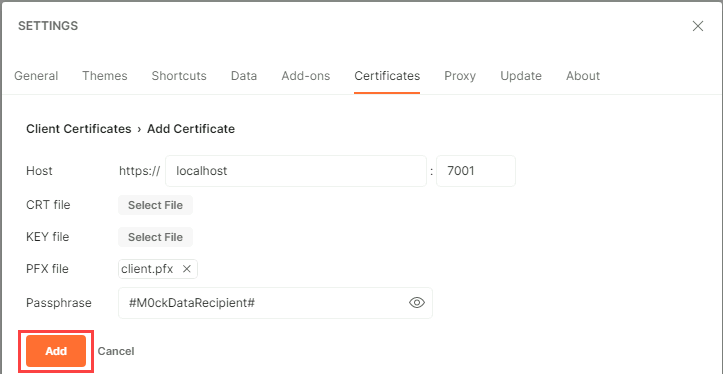 SETTINGS
General Themes Shortcuts Data Add-ons Certificates Proxy Update About
Client Certificates › Add Certificate
Host https:// localhost : 7001
CRT file Select File
KEY file Select File
PFX file client.pfx ×
Passphrase #M0ckDataRecipient#
Add Cancel